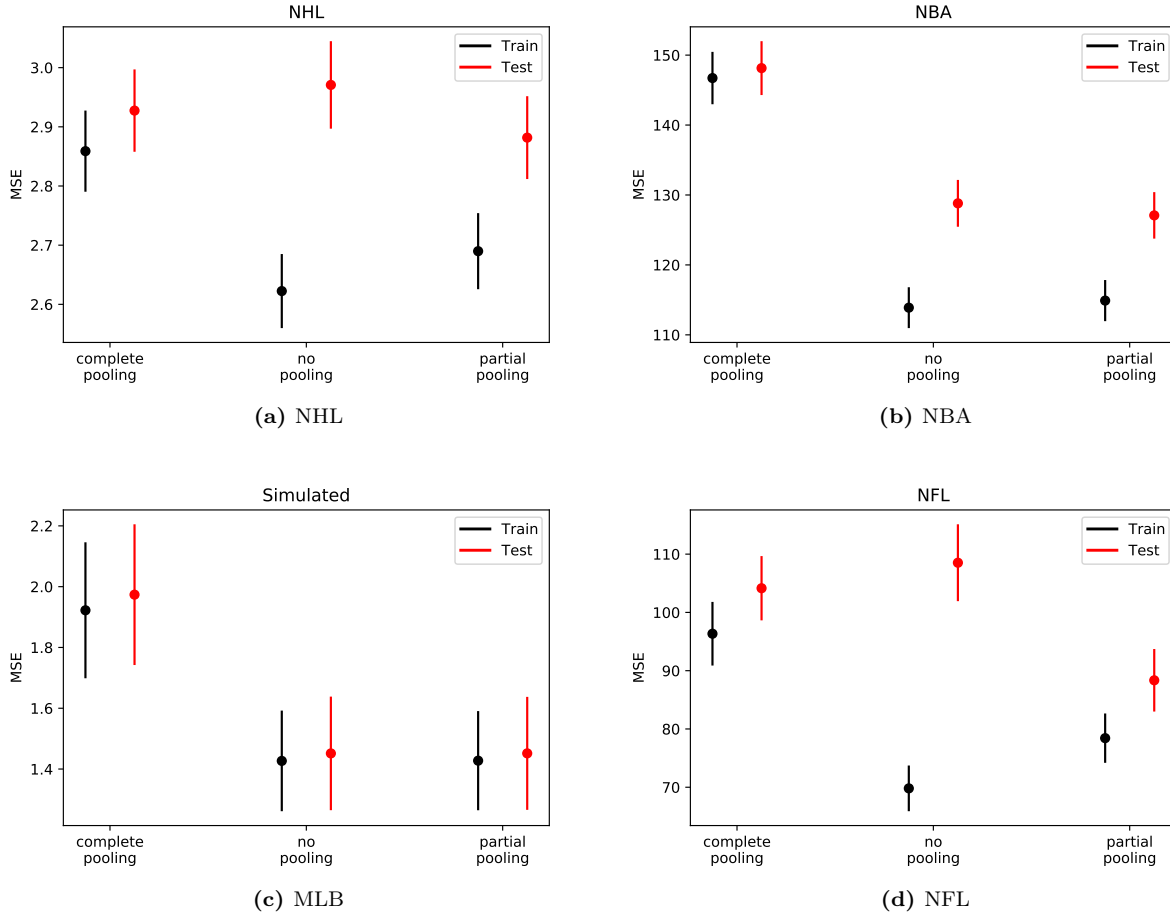 NHL
3.0
2.9
2.8
2.7
2.6
MSE
Train
Test
complete
pooling
no
pooling
partial
pooling
(a) NHL
NBA
150
140
130
120
110
MSE
Train
Test
complete
pooling
no
pooling
partial
pooling
(b) NBA
Simulated
2.2
2.0
1.8
1.6
1.4
MSE
Train
Test
complete
pooling
no
pooling
partial
pooling
(c) MLB
NFL
110
100
90
80
70
MSE
Train
Test
complete
pooling
no
pooling
partial
pooling
(d) NFL